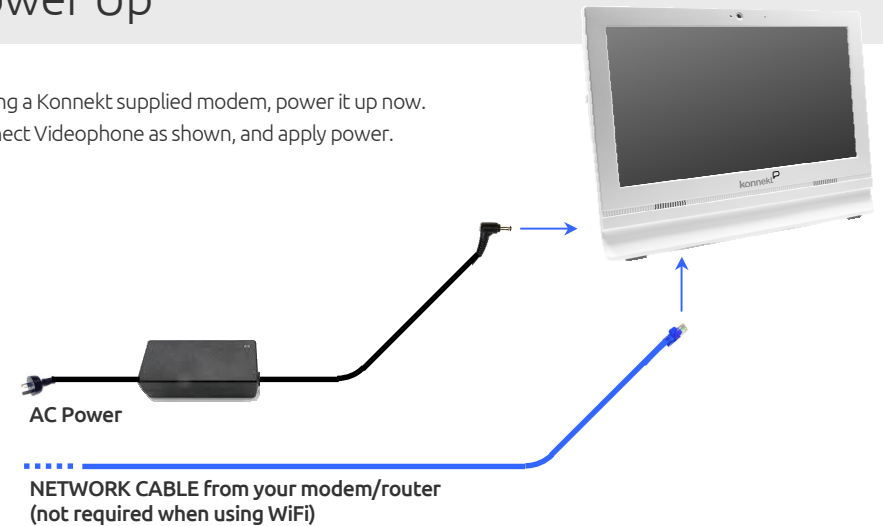 ower Up
ng a Konnekt supplied modem, power it up now.
nect Videophone as shown, and apply power.
konnekt
AC Power
NETWORK CABLE from your modem/router
(not required when using WiFi)